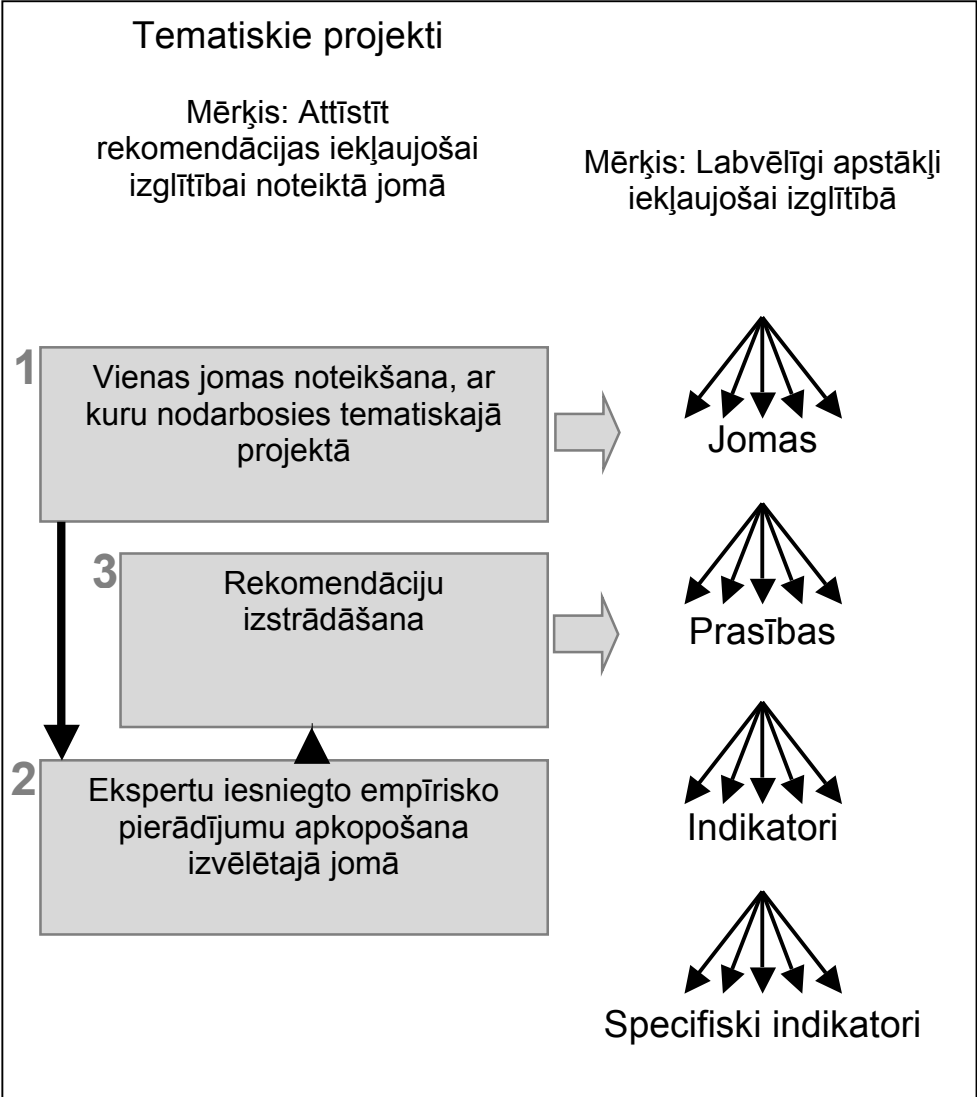 Tematiskie projekti
Mērķis: Attīstīt
rekomendācijas iekļaujošai
izglītībai noteiktā jomā
Mērķis: Labvēlīgi apstākļi
iekļaujošai izglītībā
1
Vienas jomas noteikšana, ar
kuru nodarbosies tematiskajā
projektā
Jomas
3
Rekomendāciju
izstrādāšana
Prasības
2
Ekspertu iesniegto empīrisko
pierādījumu apkopošana
izvēlētajā jomā
Indikatori
Specifiski indikatori